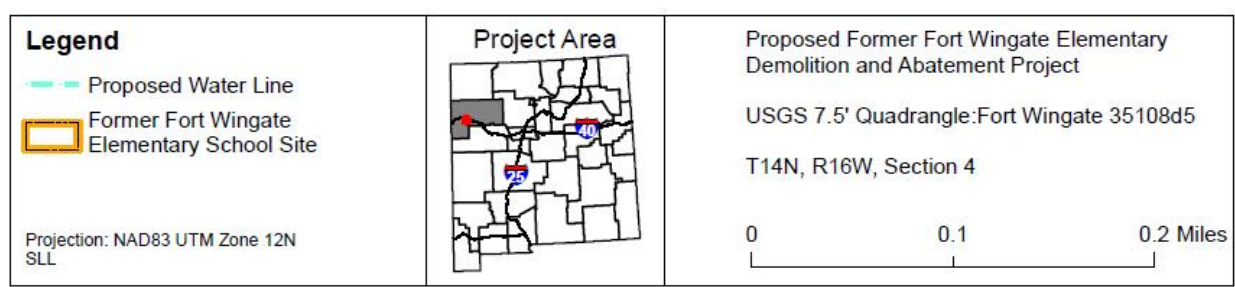 Legend
Proposed Water Line
Former Fort Wingate
Elementary School Site
Projection: NAD83 UTM Zone 12N
SLL
Project Area
40
25
Proposed Former Fort Wingate Elementary
Demolition and Abatement Project
USGS 7.5' Quadrangle:Fort Wingate 35108d5
T14N, R16W, Section 4
0 0.1 0.2 Miles